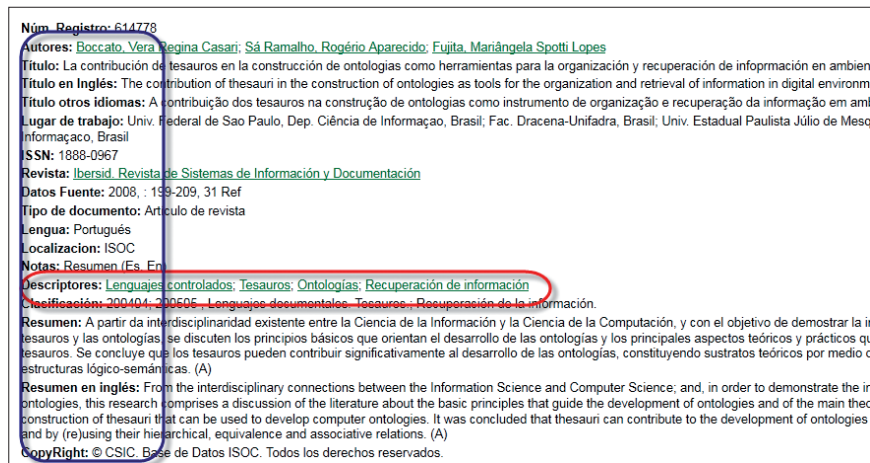 Núm. Registro: 614778
Autores: Boccato, Vera Regina Casari; Sá Ramalho, Rogério Aparecido; Fujita, Mariângela Spotti Lopes
Título: La contribución de tesauros en la construcción de ontologias como herramientas para la organización y recuperación de infoprmación en ambien
Título en Inglés: The contribution of thesauri in the construction of ontologies as tools for the organization and retrieval of information in digital environm
Título otros idiomas: A contribuição dos tesauros na construção de ontologias como instrumento de organização e recuperação da informação em amb
Lugar de trabajo: Univ. Federal de Sao Paulo, Dep. Ciência de Informaçao, Brasil; Fac. Dracena-Unifadra, Brasil; Univ. Estadual Paulista Júlio de Mesq
Informaçaco, Brasil
ISSN: 1888-0967
Revista: Ibersid. Revista de Sistemas de Información y Documentación
Datos Fuente: 2008, : 199-209, 31 Ref
Tipo de documento: Artículo de revista
Lengua: Portugués
Localizacion: ISOC
Notas: Resumen (Es, En)
Descriptores: Lenguajes controlados; Tesauros; Ontologías; Recuperación de información
Clasificación: 200404; 200505 , Lenguajes documentales. Tesauros ; Recuperación de la información.
Resumen: A partir da interdisciplinaridad existente entre la Ciencia de la Información y la Ciencia de la Computación, y con el objetivo de demostrar la in
tesauros y las ontologías, se discuten los principios básicos que orientan el desarrollo de las ontologías y los principales aspectos teóricos y prácticos qu
tesauros. Se concluye que los tesauros pueden contribuir significativamente al desarrollo de las ontologías, constituyendo sustratos teóricos por medio d
estructuras lógico-semánticas. (A)
Resumen en inglés: From the interdisciplinary connections between the Information Science and Computer Science; and, in order to demonstrate the in
ontologies, this research comprises a discussion of the literature about the basic principles that guide the development of ontologies and of the main theo
construction of thesauri that can be used to develop computer ontologies. It was concluded that thesauri can contribute to the development of ontologies
and by (re)using their hierarchical, equivalence and associative relations. (A)
CopyRight: © CSIC. Base de Datos ISOC. Todos los derechos reservados.